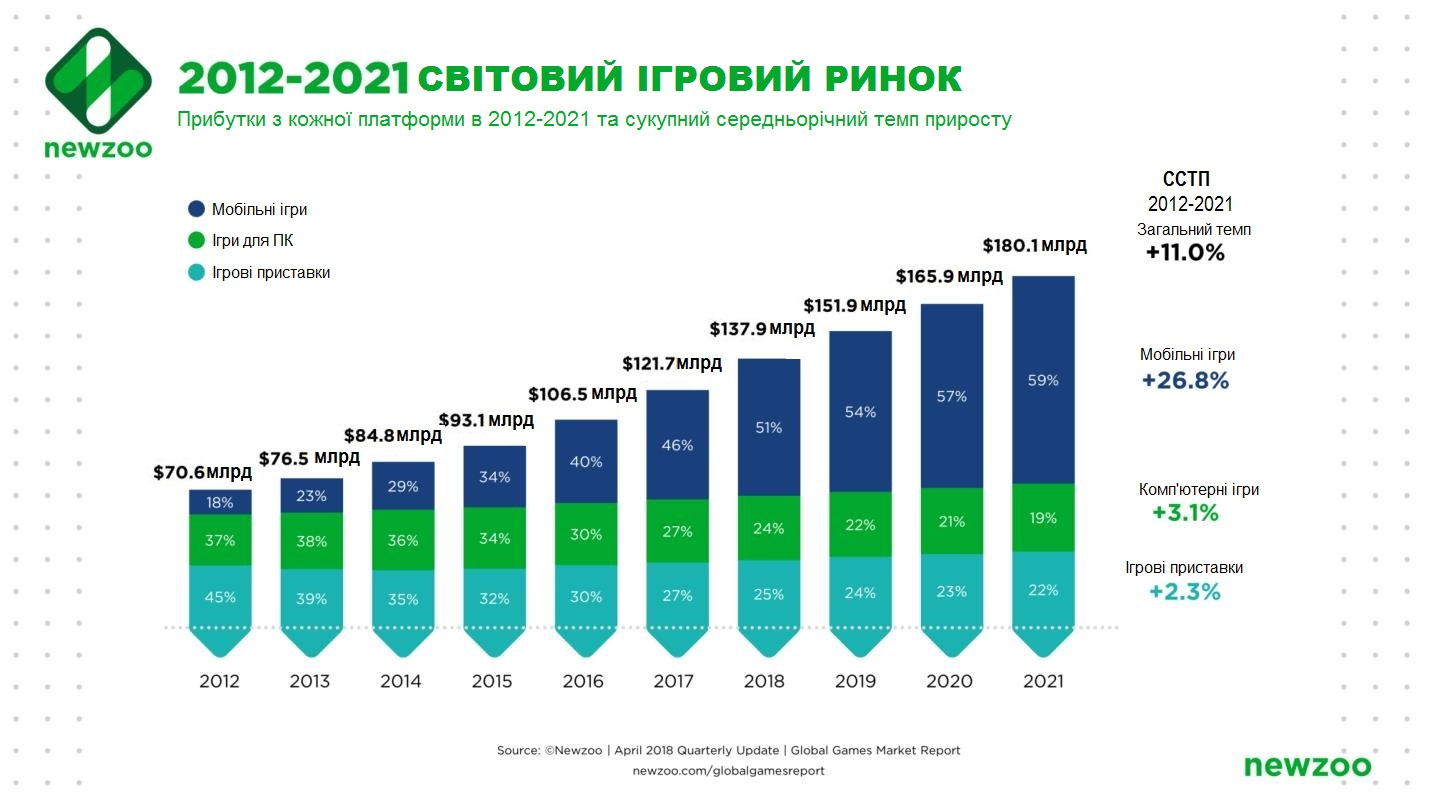 2012-2021 СВІТОВИЙ ІГРОВИЙ РИНОК
Прибутки з кожної платформи в 2012-2021 та сукупний середньорічний темп приросту
newzoo
Мобільні ігри
Ігри для ПК
Ігрові приставки
ССТП
2012-2021
Загальний темп
+11.0%
Мобільні ігри
+26.8%
Комп'ютерні ігри
+3.1%
Ігрові приставки
+2.3%
$70.6млрд
18%
37%
45%
2012
$76.5 млрд
23%
38%
39%
2013
$84.8млрд
29%
36%
35%
2014
$93.1 млрд
34%
34%
32%
2015
$106.5 млрд
40%
30%
30%
2016
$121.7млрд
46%
27%
27%
2017
$137.9 млрд
51%
24%
25%
2018
$151.9 млрд
54%
22%
24%
2019
$165.9 млрд
57%
21%
23%
2020
$180.1 млрд
59%
19%
22%
2021
Source: ©Newzoo | April 2018 Quarterly Update | Global Games Market Report
newzoo.com/globalgamesreport
newzoo